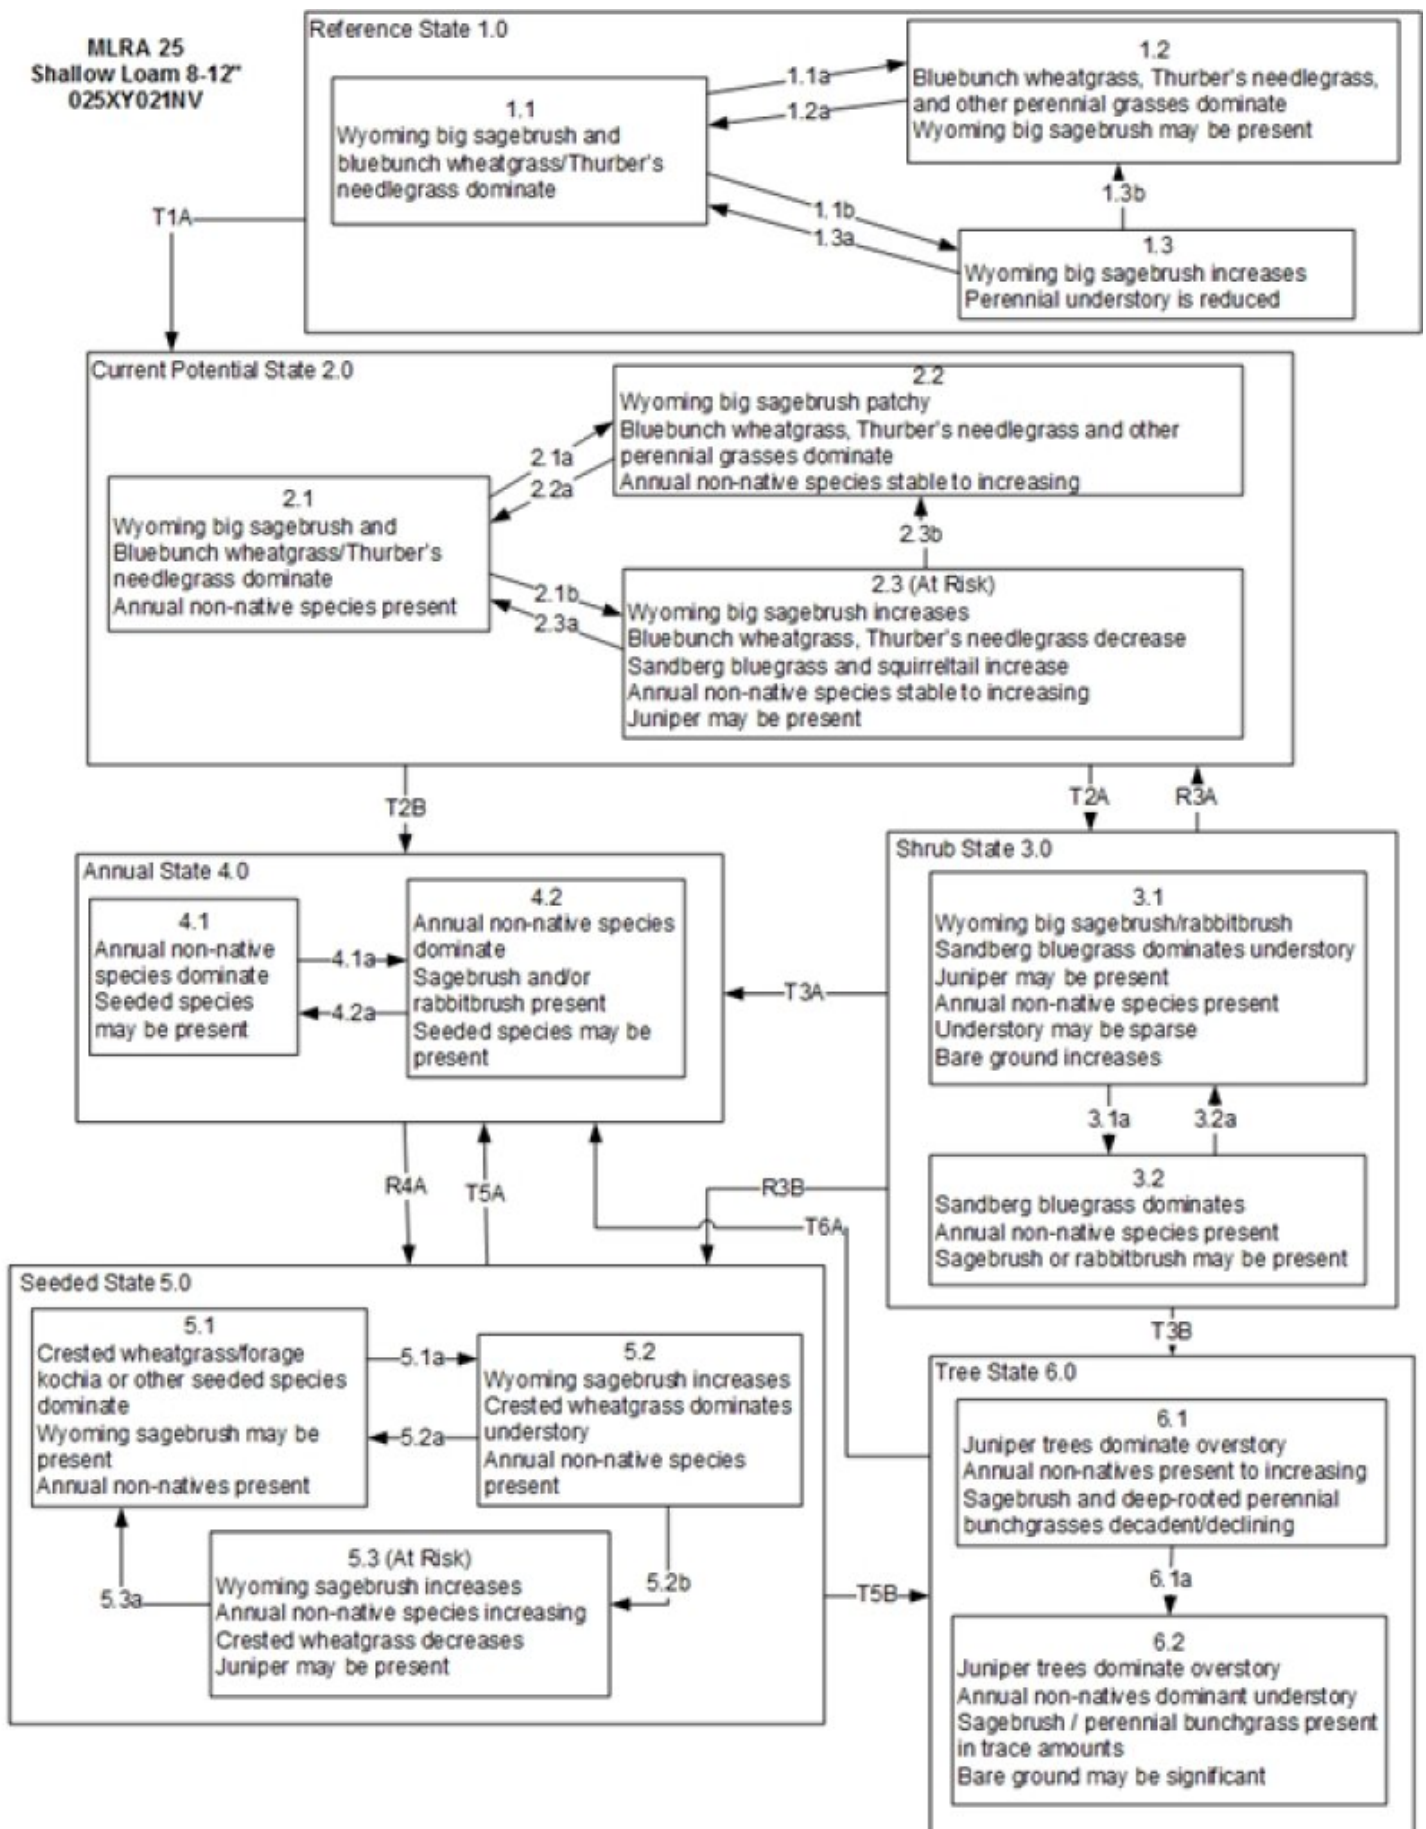 MLRA 25
Shallow Loam 8-12"
025XY021NV
Reference State 1.0
1.1
Wyoming big sagebrush and
bluebunch wheatgrass/Thurber's
needlegrass dominate
1.1a
1.2a
1.2
Bluebunch wheatgrass, Thurber's needlegrass,
and other perennial grasses dominate
Wyoming big sagebrush may be present
1.1b
1.3a
1.3b
1.3
Wyoming big sagebrush increases
Perennial understory is reduced
T1A
Current Potential State 2.0
2.1
Wyoming big sagebrush and
Bluebunch wheatgrass/Thurber's
needlegrass dominate
Annual non-native species present
2.1a
2.2a
2.2
Wyoming big sagebrush patchy
Bluebunch wheatgrass, Thurber's needlegrass and other
perennial grasses dominate
Annual non-native species stable to increasing
2.3b
2.1b
2.3a
2.3 (At Risk)
Wyoming big sagebrush increases
Bluebunch wheatgrass, Thurber's needlegrass decrease
Sandberg bluegrass and squirreltail increase
Annual non-native species stable to increasing
Juniper may be present
T2B
T2A
R3A
Annual State 4.0
4.1
Annual non-native
species dominate
Seeded species
may be present
4.1a
4.2a
4.2
Annual non-native species
dominate
Sagebrush and/or
rabbitbrush present
Seeded species may be
present
T3A
Shrub State 3.0
3.1
Wyoming big sagebrush/rabbitbrush
Sandberg bluegrass dominates understory
Juniper may be present
Annual non-native species present
Understory may be sparse
Bare ground increases
3.1a
3.2a
3.2
Sandberg bluegrass dominates
Annual non-native species present
Sagebrush or rabbitbrush may be present
R4A
T5A
R3B
T6A
T3B
Seeded State 5.0
5.1
Crested wheatgrass/forage
kochia or other seeded species
dominate
Wyoming sagebrush may be
present
Annual non-natives present
5.1a
5.2a
5.2
Wyoming sagebrush increases
Crested wheatgrass dominates
understory
Annual non-native species
present
5.3a
5.2b
5.3 (At Risk)
Wyoming sagebrush increases
Annual non-native species increasing
Crested wheatgrass decreases
Juniper may be present
T5B
Tree State 6.0
6.1
Juniper trees dominate overstory
Annual non-natives present to increasing
Sagebrush and deep-rooted perennial
bunchgrasses decadent/declining
6.1a
6.2
Juniper trees dominate overstory
Annual non-natives dominant understory
Sagebrush / perennial bunchgrass present
in trace amounts
Bare ground may be significant